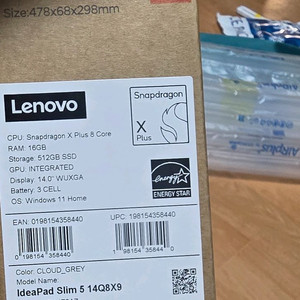 Size:478x68x298mm
Lenovo
Snapdragon
X
Plus
CPU: Snapdragon X Plus 8 Core
RAM: 16GB
Storage: 512GB SSD
GPU: INTEGRATED
Display: 14.0" WUXGA
Battery: 3 CELL
OS: Windows 11 Home
energy
ENERGY STAR
EAN: 0198154358440
UPC: 198154358440
0 198154 358440
1 98154 35844 0
Color: CLOUD_GREY
Model Name:
IdeaPad Slim 5 14Q8X9